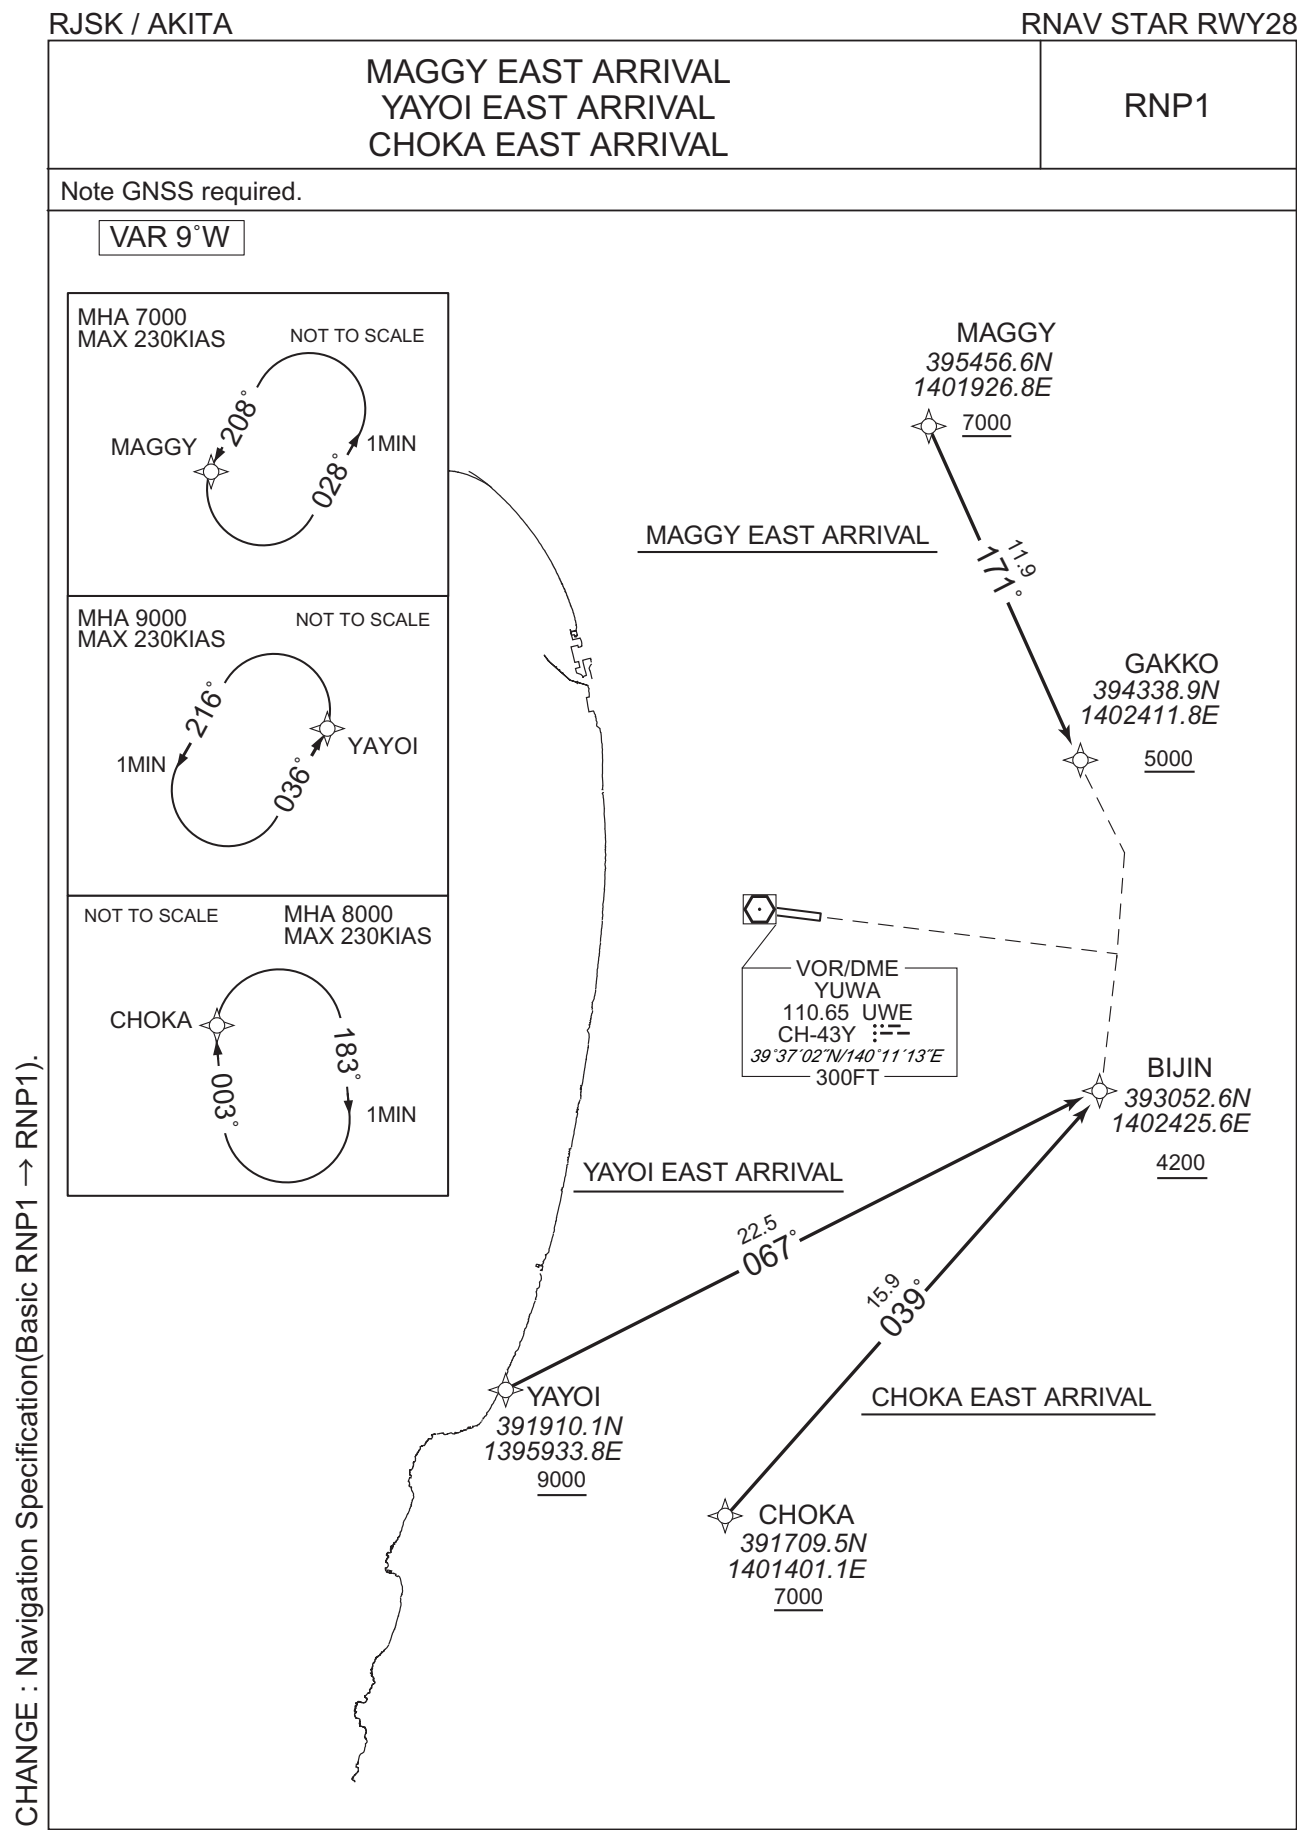 RJSK / AKITA
RNAV STAR RWY28
MAGGY EAST ARRIVAL
YAYOI EAST ARRIVAL
CHOKA EAST ARRIVAL
RNP1
Note GNSS required.
VAR 9˚W
MHA 7000
MAX 230KIAS
NOT TO SCALE
208˚
MAGGY
1MIN
028˚
MHA 9000
MAX 230KIAS
NOT TO SCALE
216˚
YAYOI
1MIN
036˚
NOT TO SCALE
MHA 8000
MAX 230KIAS
CHOKA
183˚
003˚
1MIN
MAGGY
395456.6N
1401926.8E
7000
MAGGY EAST ARRIVAL
11.9
171˚
GAKKO
394338.9N
1402411.8E
5000
VOR/DME
YUWA
110.65 UWE
CH-43Y
39˚37´02˝N/140˚11´13˝E
300FT
BIJIN
393052.6N
1402425.6E
4200
YAYOI EAST ARRIVAL
22.5
067˚
15.9
039˚
YAYOI
391910.1N
1395933.8E
9000
CHOKA EAST ARRIVAL
CHOKA
391709.5N
1401401.1E
7000
CHANGE : Navigation Specification(Basic RNP1 → RNP1).